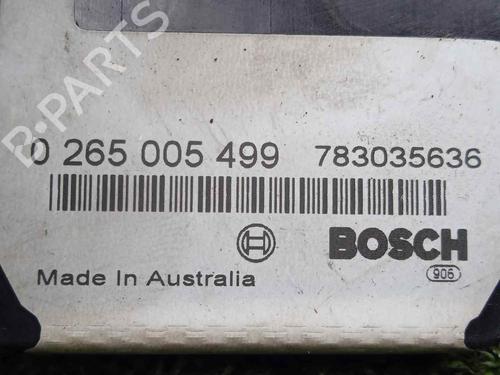 B-PARTS
0 265 005 499 783035636
BOSCH
Made In Australia
906